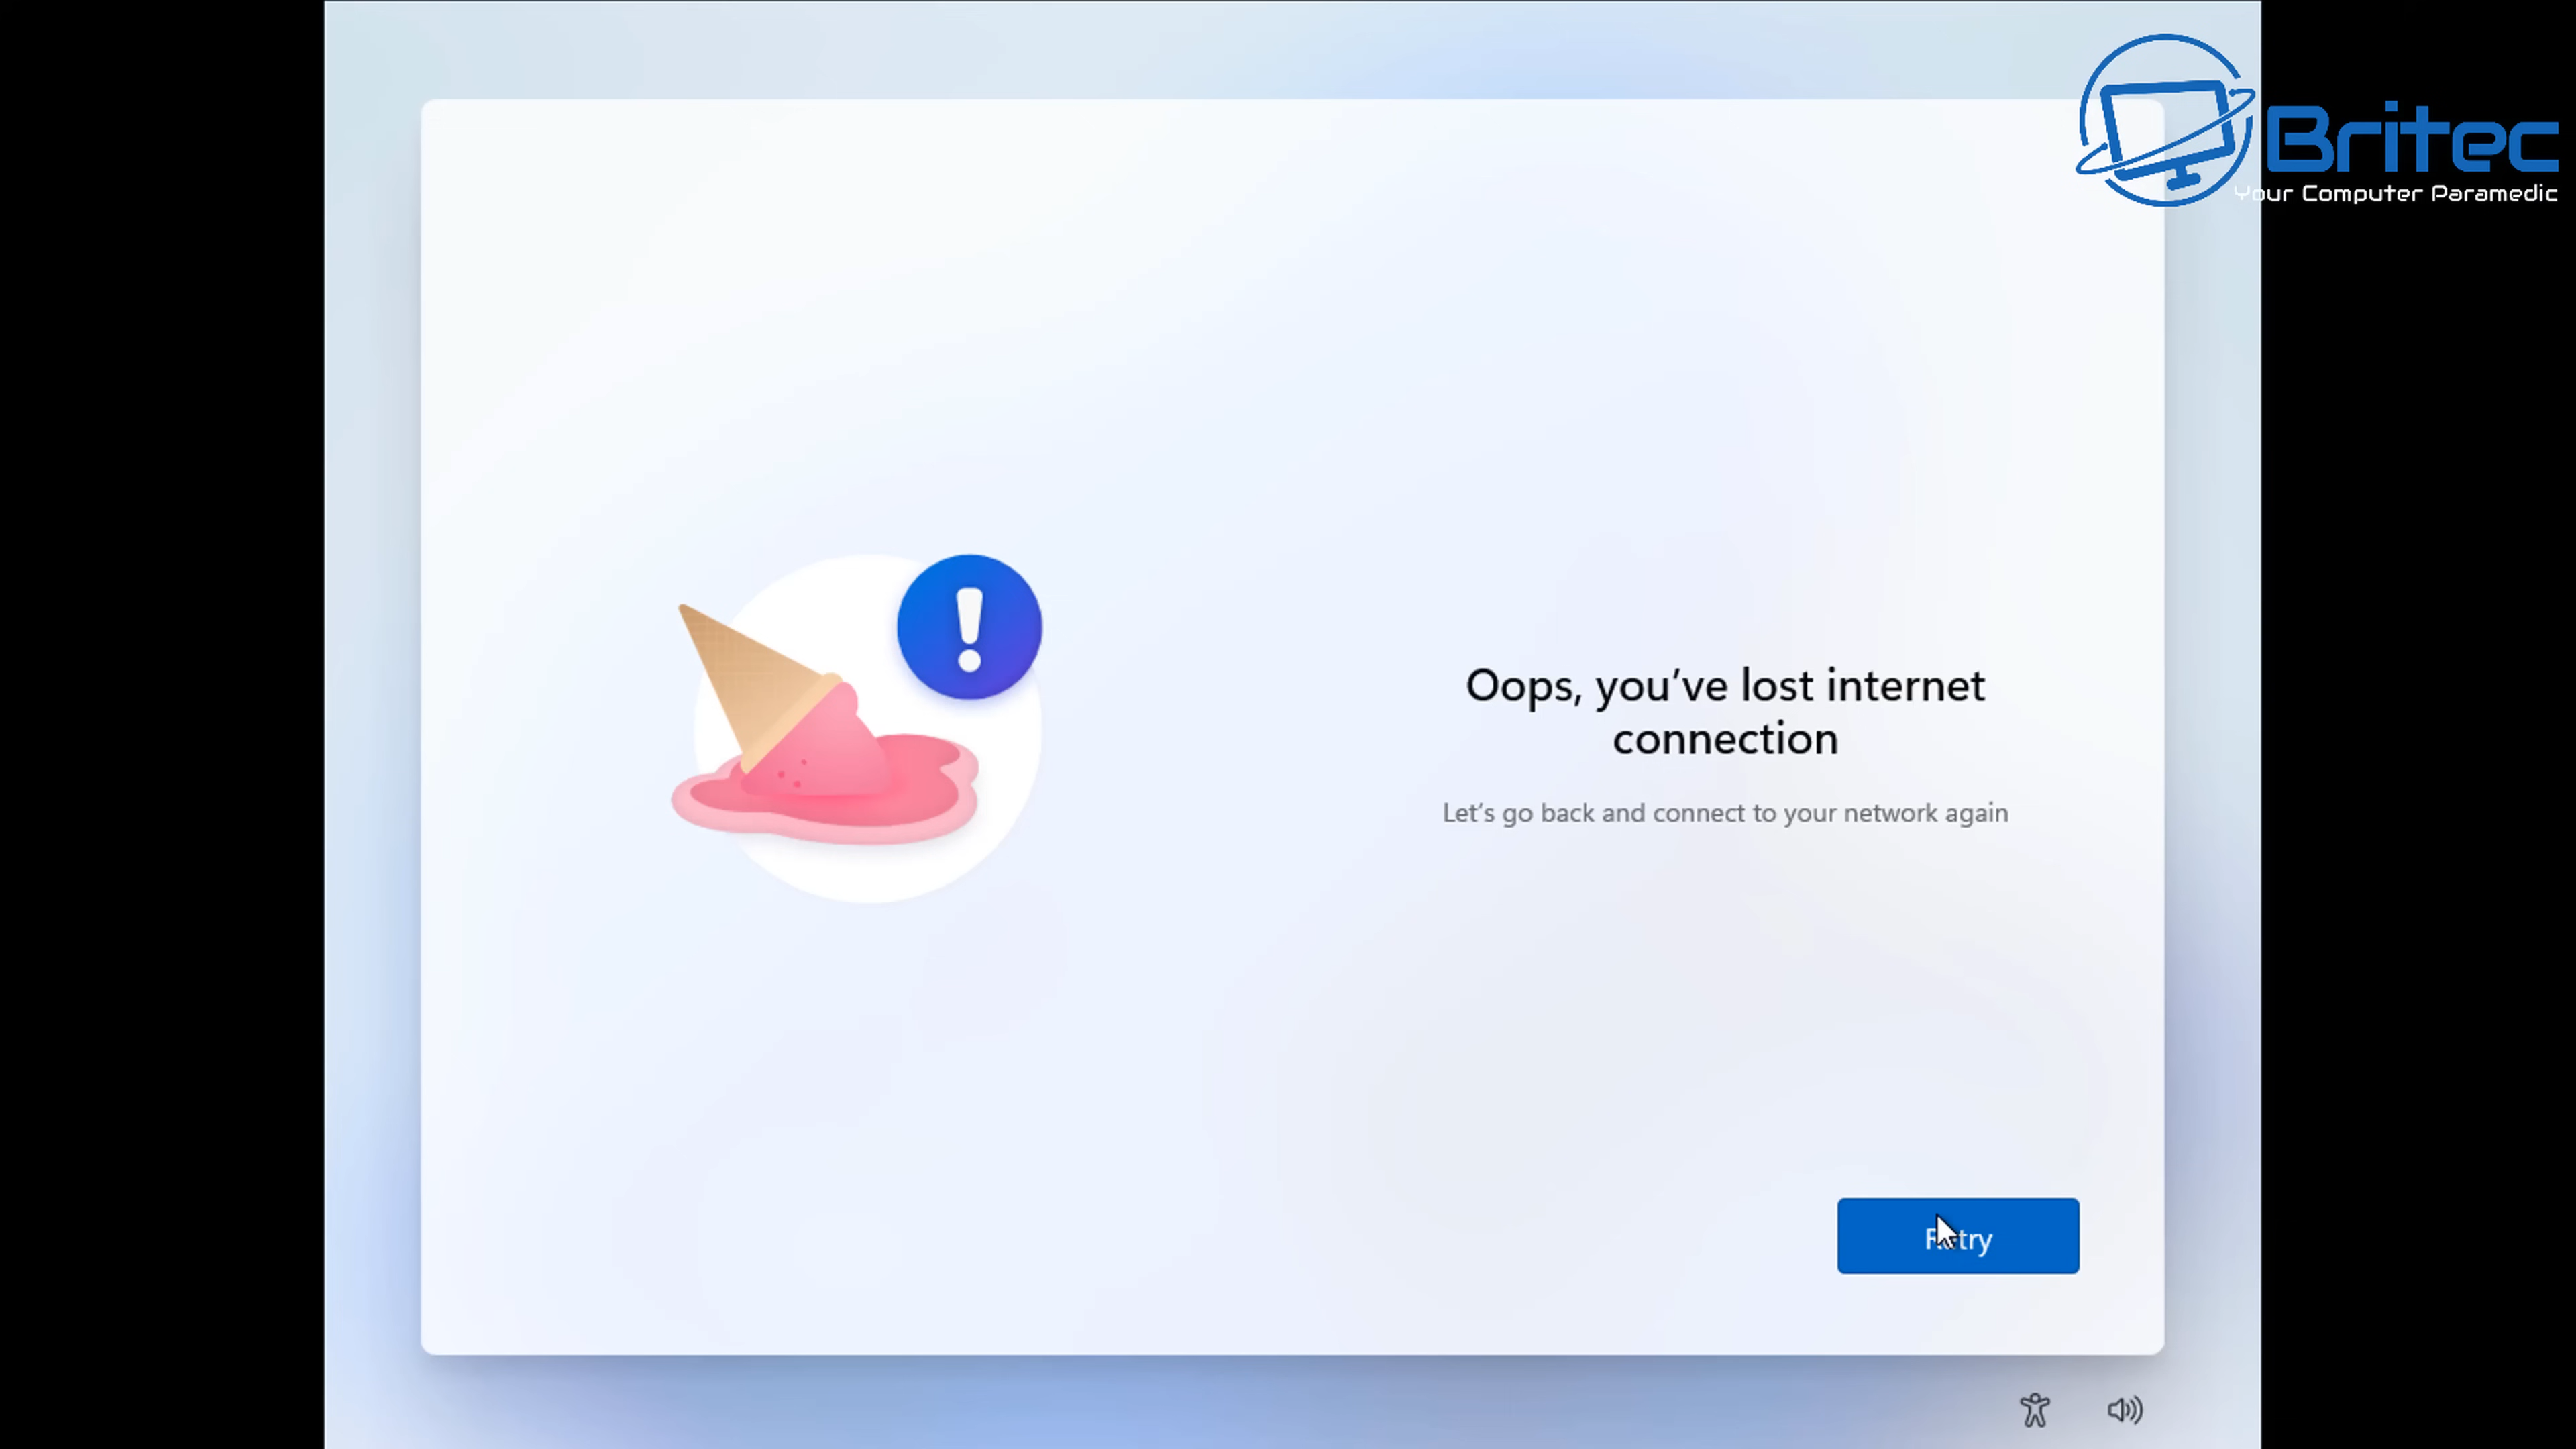 Britec
Your Computer Paramedic
Oops, you’ve lost internet
connection
Let’s go back and connect to your network again
Retry